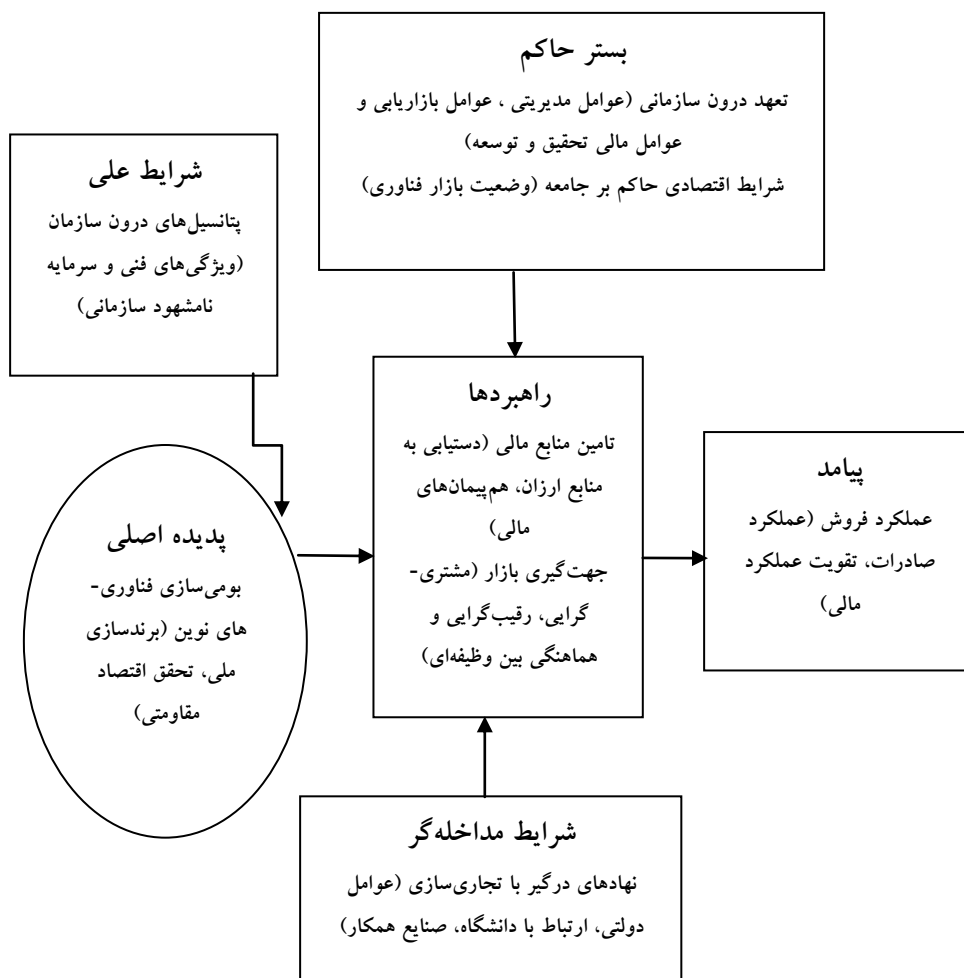 بستر حاکم
تعهد درون سازمانی (عوامل مدیریتی ، عوامل بازاریابی و
عوامل مالی تحقیق و توسعه)
شرایط اقتصادی حاکم بر جامعه (وضعیت بازار فناوری)
شرایط علی
پتانسیل‌های درون سازمان
(ویژگی‌های فنی و سرمایه
نامشهود سازمانی)
پدیده اصلی
بومی‌سازی فناوری-
های نوین (برندسازی
ملی، تحقق اقتصاد
مقاومتی)
راهبردها
تامین منابع مالی (دستیابی به
منابع ارزان، هم‌پیمان‌های
مالی)
جهت‌گیری بازار (مشتری-
گرایی، رقیب‌گرایی و
هماهنگی بین وظیفه‌ای)
پیامد
عملکرد فروش (عملکرد
صادرات، تقویت عملکرد
مالی)
شرایط مداخله‌گر
نهادهای درگیر با تجاری‌سازی (عوامل
دولتی، ارتباط با دانشگاه، صنایع همکار)